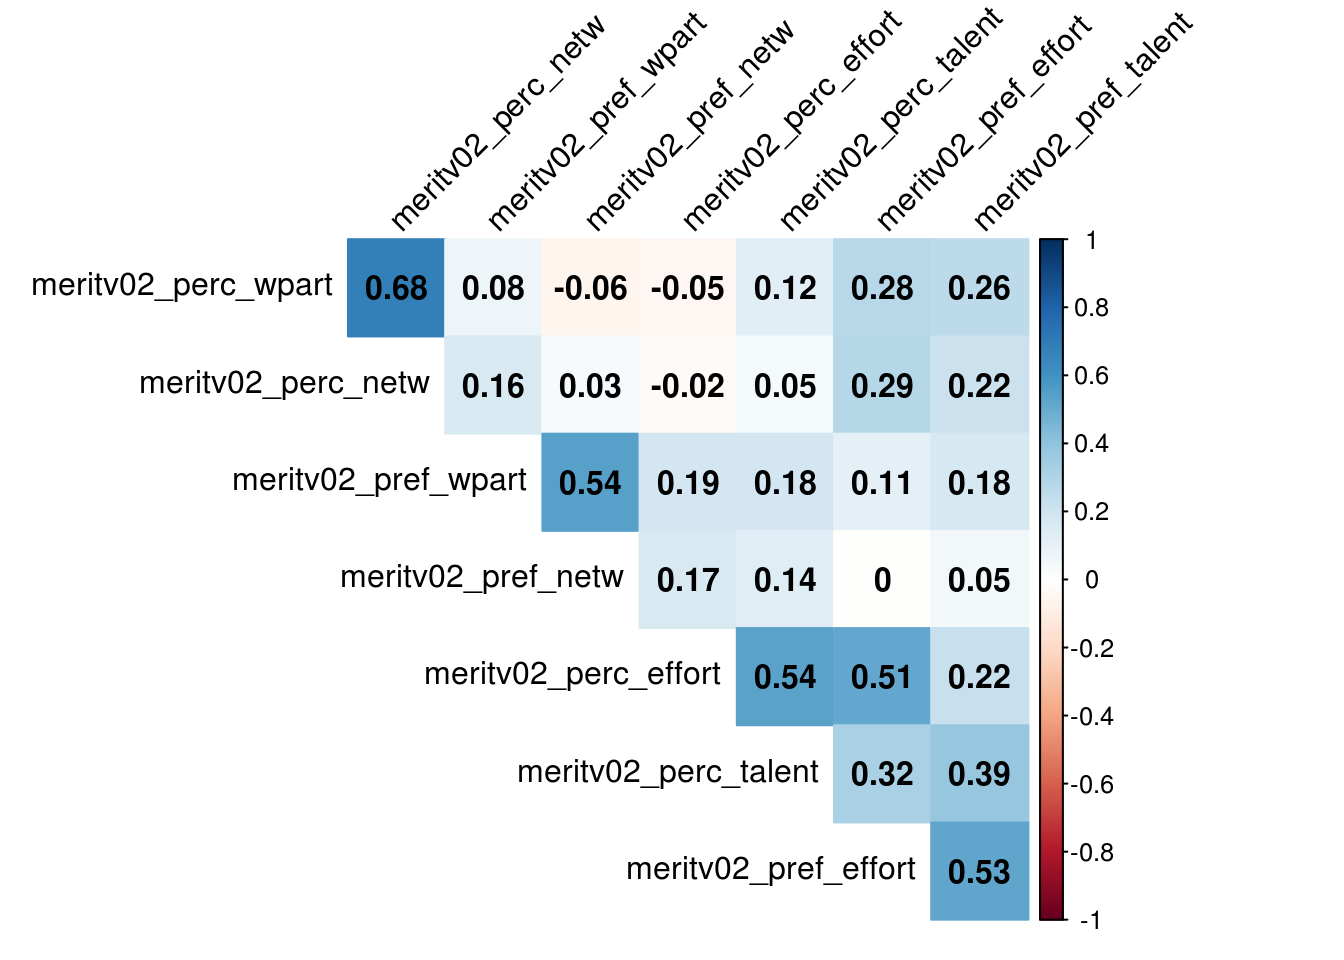 meritv02_perc_netw
meritv02_pref_wpart
meritv02_pref_netw
meritv02_perc_effort
meritv02_perc_talent
meritv02_pref_effort
meritv02_pref_talent
meritv02_perc_wpart 0.68 0.08 -0.06 -0.05 0.12 0.28 0.26
meritv02_perc_netw 0.16 0.03 -0.02 0.05 0.29 0.22
meritv02_pref_wpart 0.54 0.19 0.18 0.11 0.18
meritv02_pref_netw 0.17 0.14 0 0.05
meritv02_perc_effort 0.54 0.51 0.22
meritv02_perc_talent 0.32 0.39
meritv02_pref_effort 0.53
1
0.8
0.6
0.4
0.2
0
-0.2
-0.4
-0.6
-0.8
-1